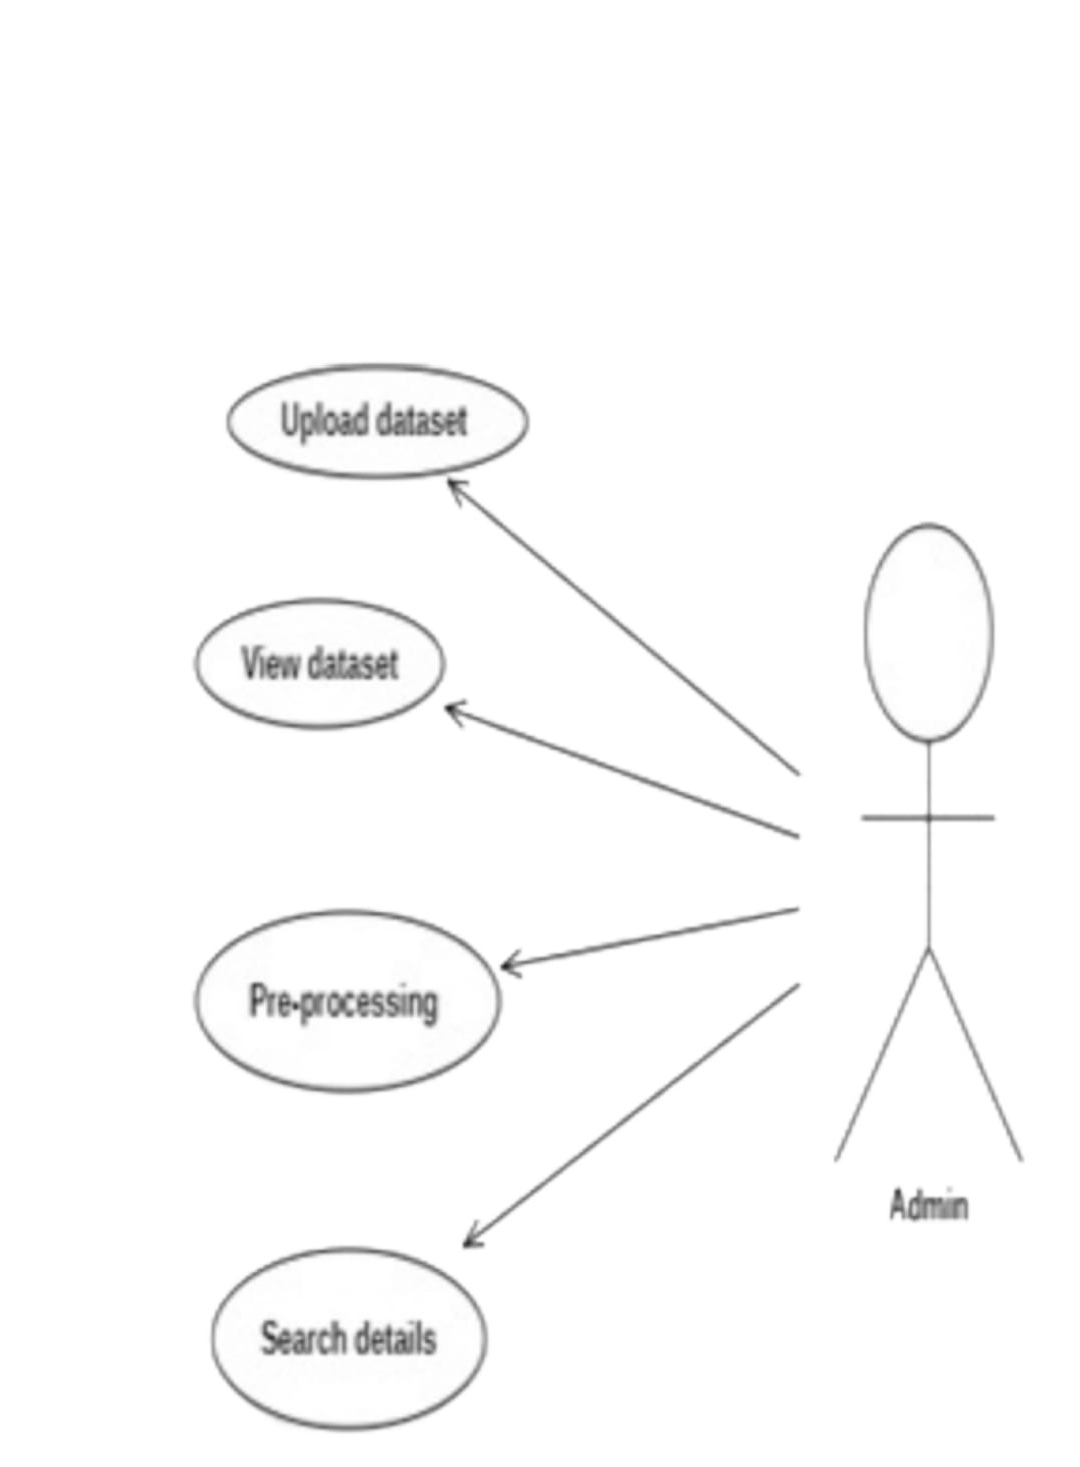 Upload dataset
View dataset
Pre-processing
Search details
Admin